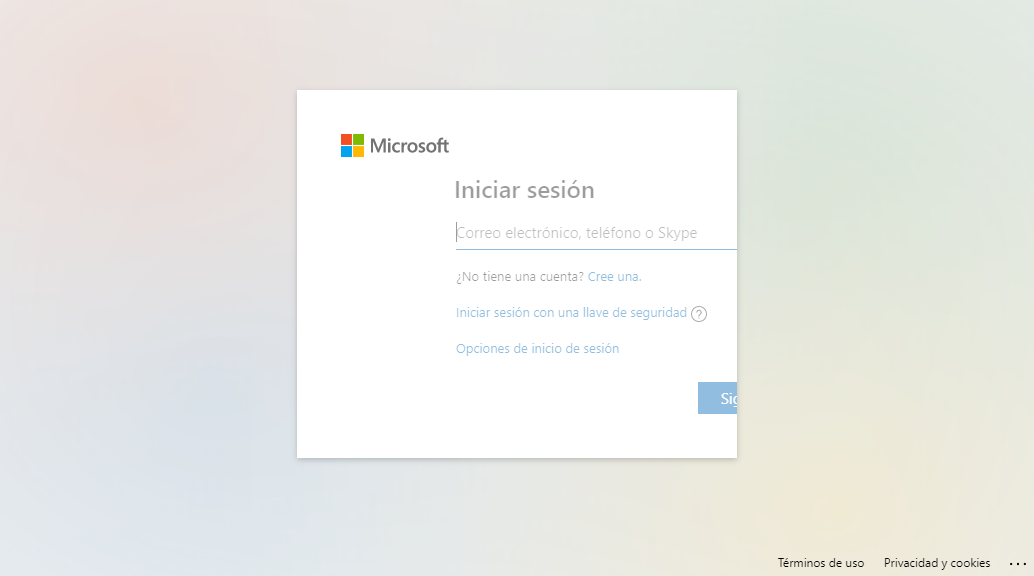 Microsoft
Iniciar sesión
Correo electrónico, teléfono o Skype
¿No tiene una cuenta? Cree una.
Iniciar sesión con una llave de seguridad ?
Opciones de inicio de sesión
Sig
Términos de uso Privacidad y cookies ...